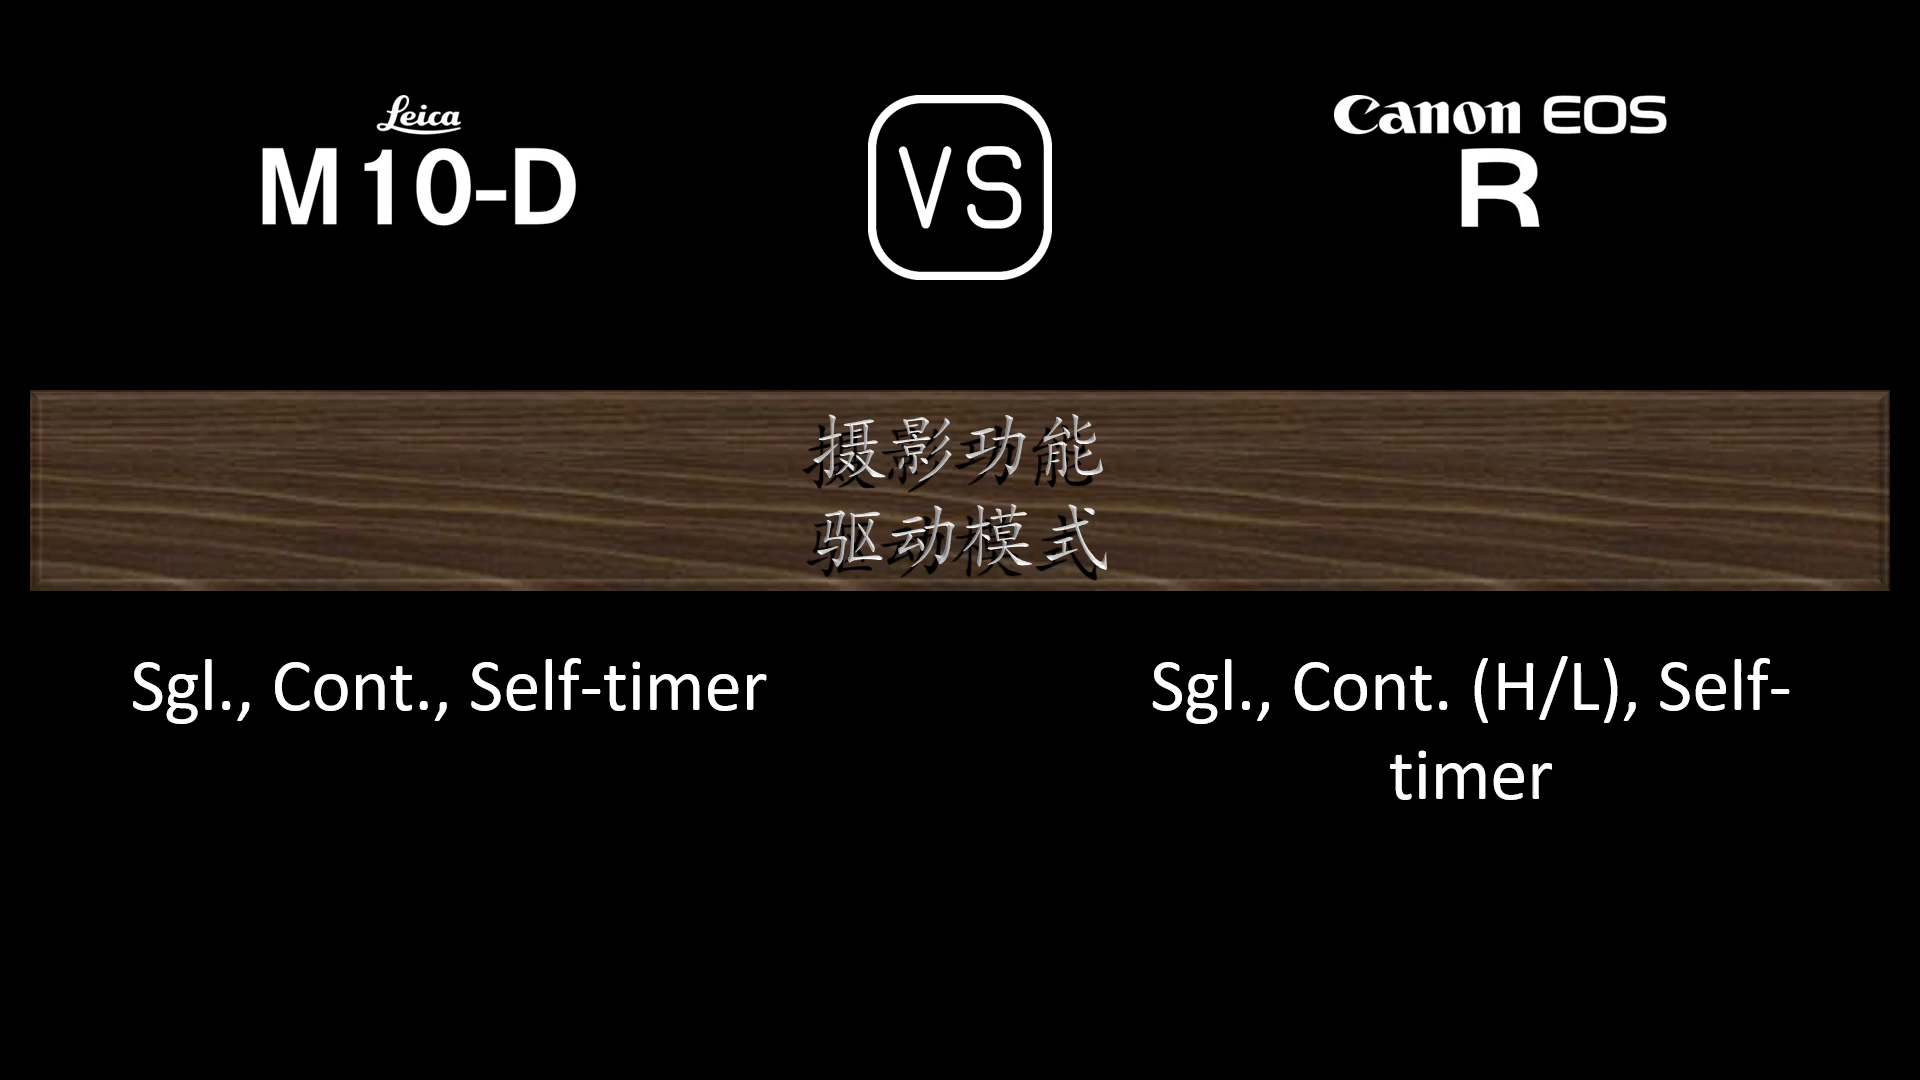 Leica
M10-D
VS
Canon EOS
R
摄影功能
驱动模式
Sgl., Cont., Self-timer
Sgl., Cont. (H/L), Self-
timer